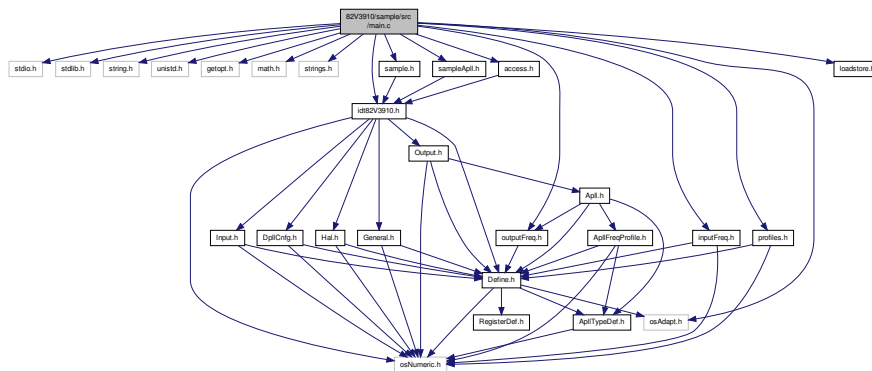 82V3910/sample/src
/main.c
stdio.h
stdlib.h
string.h
unistd.h
getopt.h
math.h
strings.h
sample.h
sampleApll.h
access.h
loadstore.h
idt82V3910.h
Output.h
Apll.h
Input.h
DpllCnfg.h
Hal.h
General.h
outputFreq.h
ApllFreqProfile.h
inputFreq.h
profiles.h
Define.h
RegisterDef.h
ApllTypeDef.h
osAdapt.h
osNumeric.h